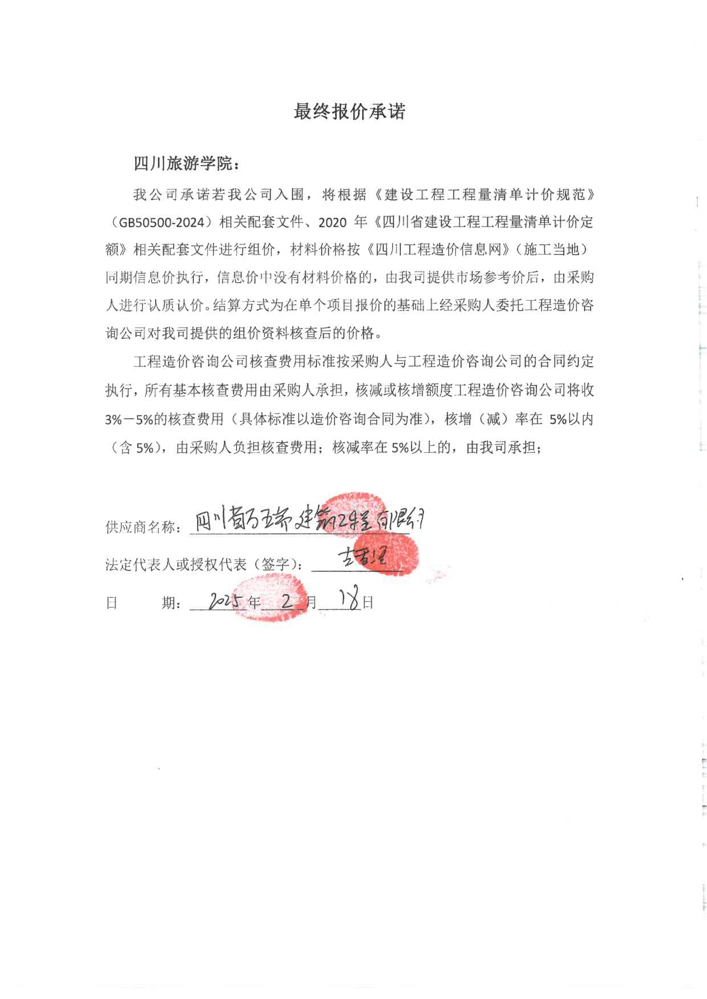 最终报价承诺
四川旅游学院：
我公司承诺若我公司入围，将根据《建设工程工程量清单计价规范》
（GB50500-2024）相关配套文件、2020 年《四川省建设工程工程量清单计价定
额》相关配套文件进行组价，材料价格按《四川工程造价信息网》（施工当地）
同期信息价执行，信息价中没有材料价格的，由我司提供市场参考价后，由采购
人进行认质认价。结算方式为在单个项目报价的基础上经采购人委托工程造价咨
询公司对我司提供的组价资料核查后的价格。
工程造价咨询公司核查费用标准按采购人与工程造价咨询公司的合同约定
执行，所有基本核查费用由采购人承担，核减或核增额度工程造价咨询公司将收
3%－5%的核查费用（具体标准以造价咨询合同为准），核增（减）率在 5%以内
（含 5%），由采购人负担核查费用；核减率在 5%以上的，由我司承担；
供应商名称： 四川省万 建筑工程有限公司
法定代表人或授权代表（签字）：
日 期： 2025 年 2 月 18 日